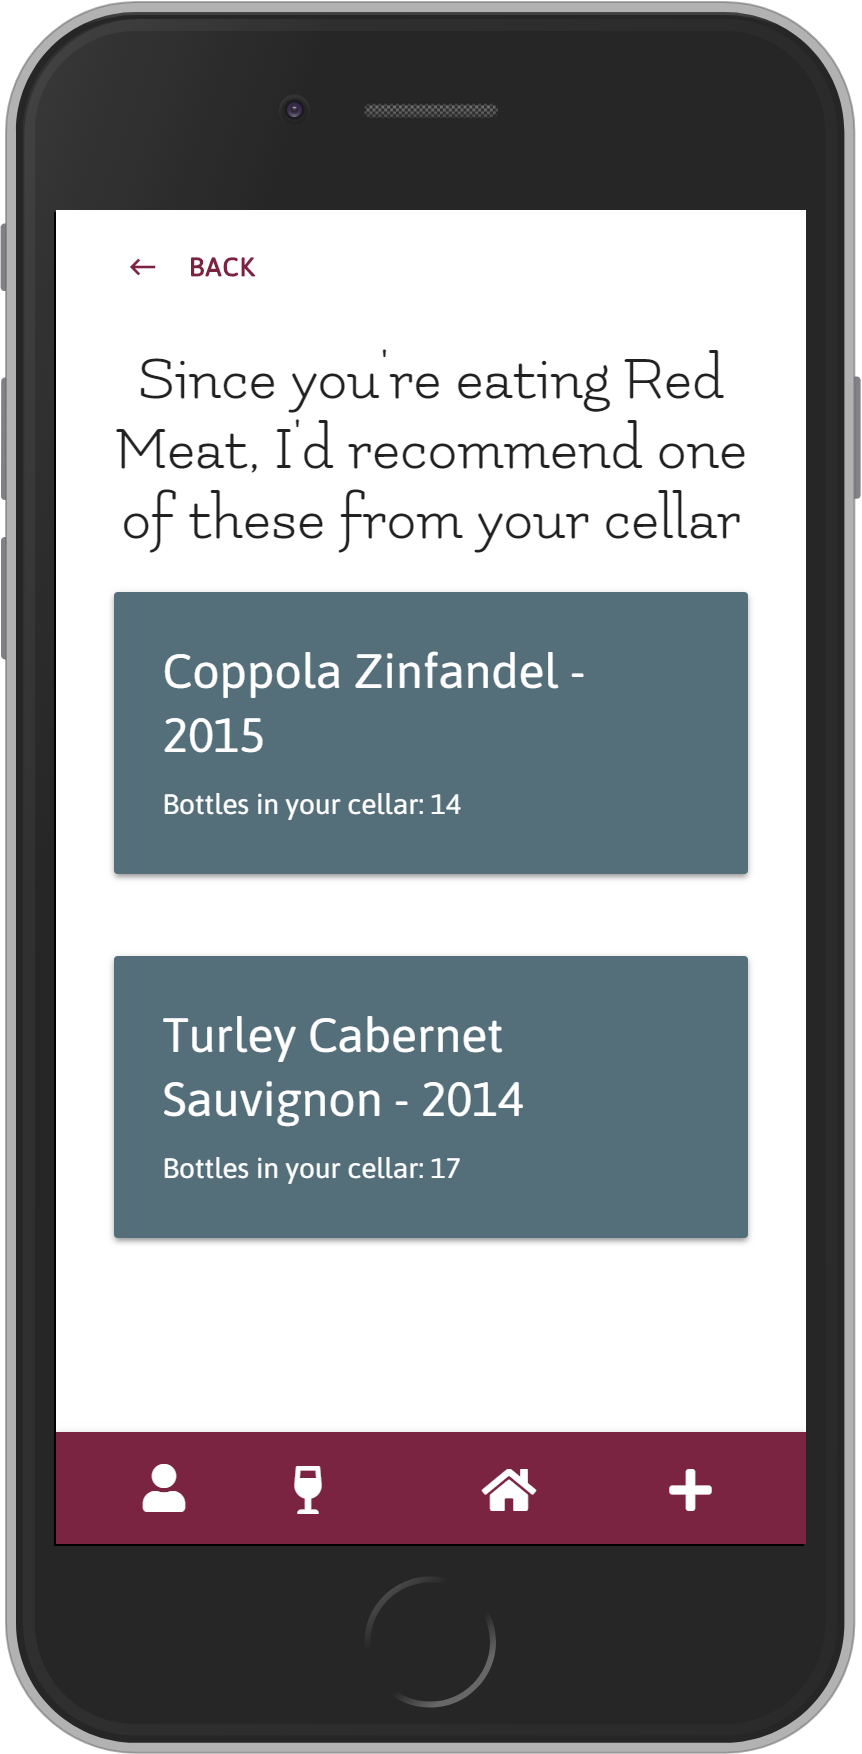 ← BACK
Since you're eating Red
Meat, I'd recommend one
of these from your cellar
Coppola Zinfandel -
2015
Bottles in your cellar: 14
Turley Cabernet
Sauvignon - 2014
Bottles in your cellar: 17